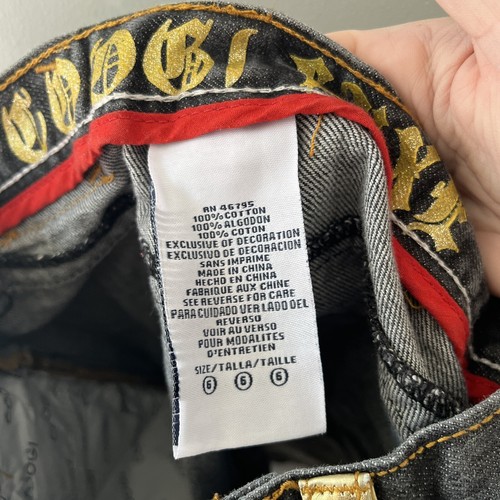 COOGI
RN 46795
100% COTTON
100% ALGODON
100% COTON
EXCLUSIVE OF DECORATION
EXCLUSIVO DE DECORACION
SANS IMPRIME
MADE IN CHINA
HECHO EN CHINA
FABRIQUE AUX CHINE
SEE REVERSE FOR CARE
PARA CUIDADO VER LADO DEL
REVERSO
VOIR AU VERSO
POUR MODALITES
D'ENTRETIEN
SIZE/TALLA/TAILLE
6 6 6